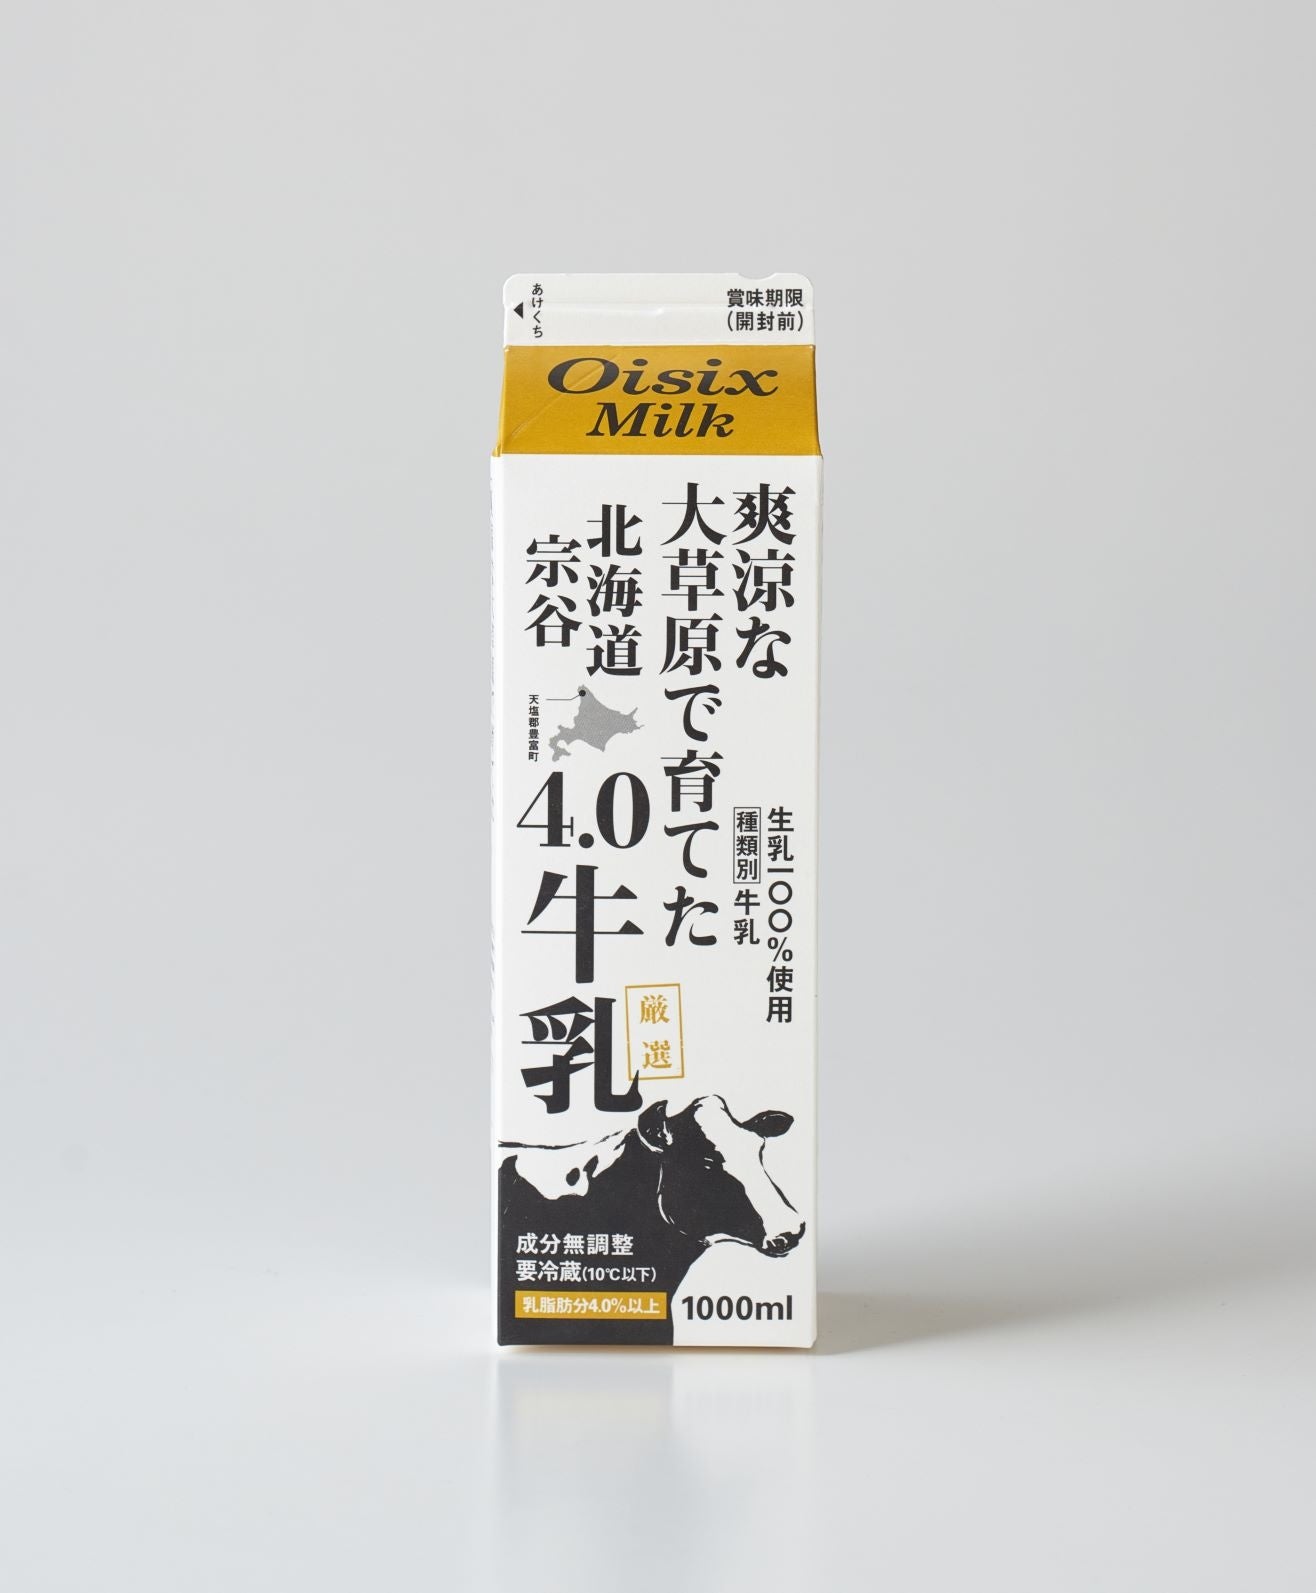 あけくち
賞味期限
(開封前)
Oisix
Milk
爽涼な
大草原で育てた
北海道
宗谷
天塩郡豊富町
4.0
牛乳
生乳一〇〇%使用
種類別 牛乳
厳選
成分無調整
要冷蔵(10℃以下)
乳脂肪分4.0%以上
1000ml